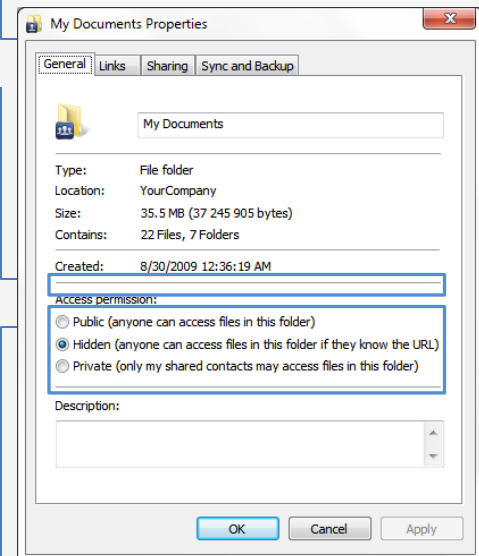 My Documents Properties
General Links Sharing Sync and Backup
My Documents
Type: File folder
Location: YourCompany
Size: 35.5 MB (37 245 905 bytes)
Contains: 22 Files, 7 Folders
Created: 8/30/2009 12:36:19 AM
Access permission:
Public (anyone can access files in this folder)
Hidden (anyone can access files in this folder if they know the URL)
Private (only my shared contacts may access files in this folder)
Description:
OK Cancel Apply